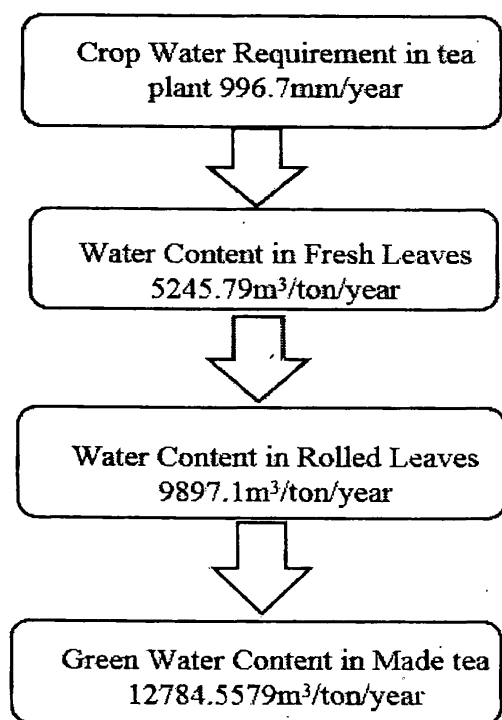 Crop Water Requirement in tea
plant 996.7mm/year
Water Content in Fresh Leaves
5245.79m³/ton/year
Water Content in Rolled Leaves
9897.1m³/ton/year
Green Water Content in Made tea
12784.5579m³/ton/year